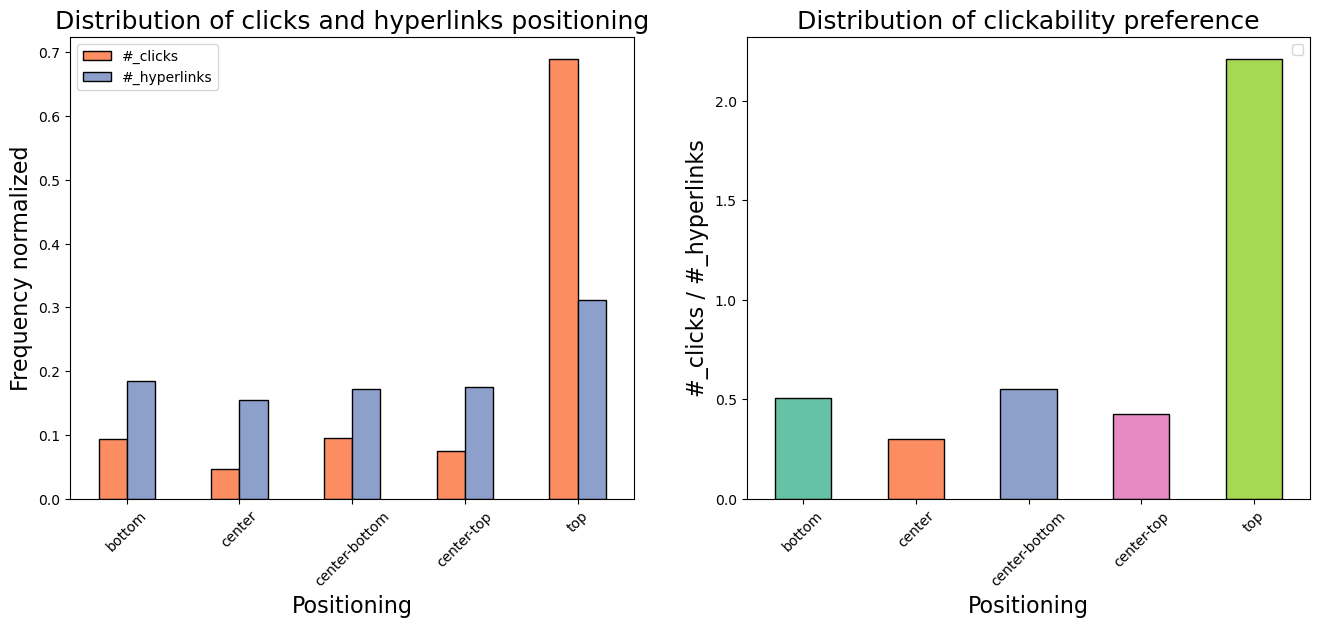 Distribution of clicks and hyperlinks positioning
#_clicks
#_hyperlinks
Frequency normalized
0.7
0.6
0.5
0.4
0.3
0.2
0.1
0.0
bottom
center
center-bottom
center-top
top
Positioning
Distribution of clickability preference
#_clicks / #_hyperlinks
2.0
1.5
1.0
0.5
0.0
bottom
center
center-bottom
center-top
top
Positioning